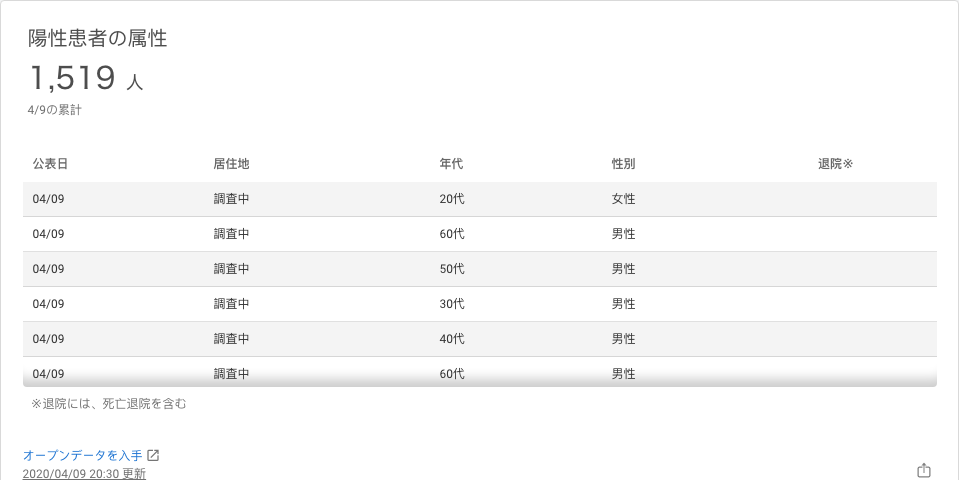 陽性患者の属性
1,519 人
4/9の累計
公表日 居住地 年代 性別 退院※
04/09 調査中 20代 女性
04/09 調査中 60代 男性
04/09 調査中 50代 男性
04/09 調査中 30代 男性
04/09 調査中 40代 男性
04/09 調査中 60代 男性
※退院には、死亡退院を含む
オープンデータを入手
2020/04/09 20:30 更新